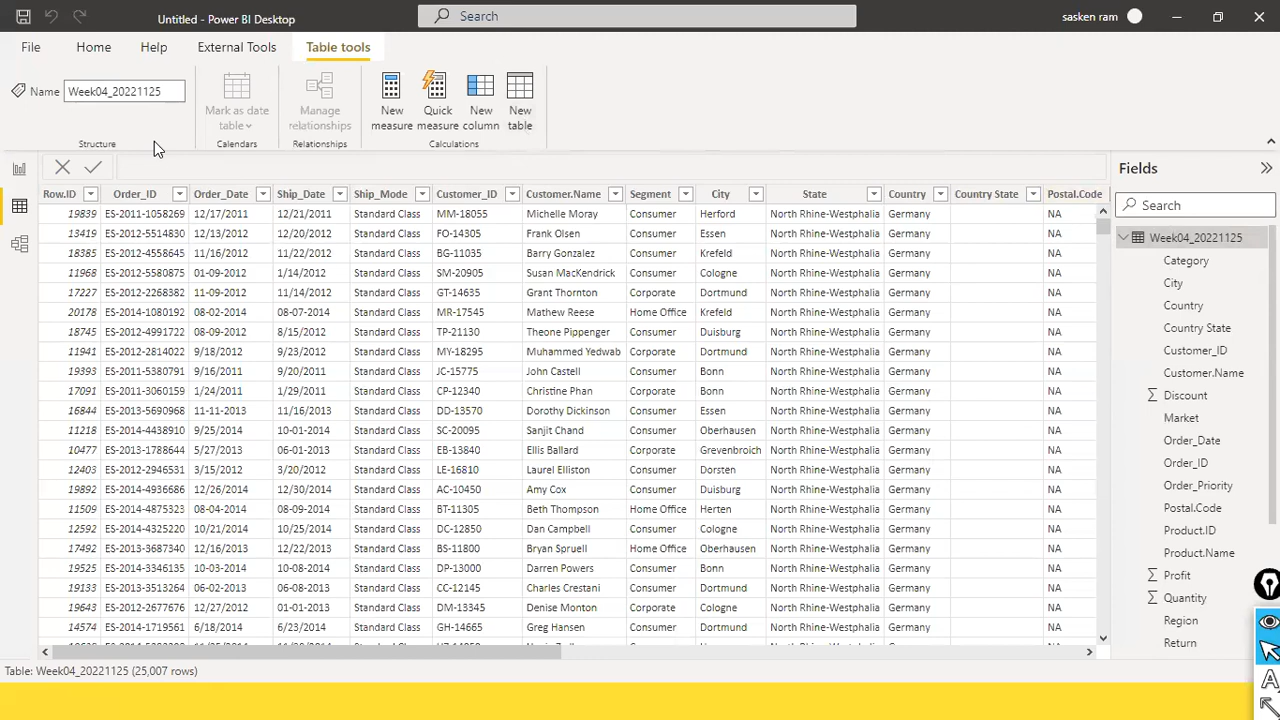 Untitled - Power BI Desktop
Search
sasken ram
File
Home
Help
External Tools
Table tools
Name
Week04_20221125
Mark as date table
Manage relationships
New measure
Quick measure
New column
New table
Structure
Calendars
Relationships
Calculations
Row.ID Order_ID Order_Date Ship_Date Ship_Mode Customer_ID Customer.Name Segment City State Country Country State Postal.Code
19839 ES-2011-1058269 12/17/2011 12/21/2011 Standard Class MM-18055 Michelle Moray Consumer Herford North Rhine-Westphalia Germany NA
13419 ES-2012-5514830 12/13/2012 12/20/2012 Standard Class FO-14305 Frank Olsen Consumer Essen North Rhine-Westphalia Germany NA
18385 ES-2012-4558645 11/16/2012 11/22/2012 Standard Class BG-11035 Barry Gonzalez Consumer Krefeld North Rhine-Westphalia Germany NA
11968 ES-2012-5580875 01-09-2012 1/14/2012 Standard Class SM-20905 Susan MacKendrick Consumer Cologne North Rhine-Westphalia Germany NA
17227 ES-2012-2268382 11-09-2012 11/14/2012 Standard Class GT-14635 Grant Thornton Corporate Dortmund North Rhine-Westphalia Germany NA
20178 ES-2014-1080192 08-02-2014 08-07-2014 Standard Class MR-17545 Mathew Reese Home Office Krefeld North Rhine-Westphalia Germany NA
18745 ES-2012-4991722 08-09-2012 8/15/2012 Standard Class TP-21130 Theone Pippenger Consumer Duisburg North Rhine-Westphalia Germany NA
11941 ES-2012-2814022 9/18/2012 9/23/2012 Standard Class MY-18295 Muhammed Yedwab Corporate Dortmund North Rhine-Westphalia Germany NA
19393 ES-2011-5380791 9/16/2011 9/20/2011 Standard Class JC-15775 John Castell Consumer Bonn North Rhine-Westphalia Germany NA
17091 ES-2011-3060159 1/24/2011 1/29/2011 Standard Class CP-12340 Christine Phan Corporate Bonn North Rhine-Westphalia Germany NA
16844 ES-2013-5690968 11-11-2013 11/16/2013 Standard Class DD-13570 Dorothy Dickinson Consumer Essen North Rhine-Westphalia Germany NA
11218 ES-2014-4438910 9/25/2014 10-01-2014 Standard Class SC-20095 Sanjit Chand Consumer Oberhausen North Rhine-Westphalia Germany NA
10477 ES-2013-1788644 5/27/2013 06-01-2013 Standard Class EB-13840 Ellis Ballard Corporate Grevenbroich North Rhine-Westphalia Germany NA
12403 ES-2012-2946531 3/15/2012 3/20/2012 Standard Class LE-16810 Laurel Elliston Consumer Dorsten North Rhine-Westphalia Germany NA
19892 ES-2014-4936686 12/26/2014 12/30/2014 Standard Class AC-10450 Amy Cox Consumer Duisburg North Rhine-Westphalia Germany NA
11509 ES-2014-4875323 08-04-2014 08-09-2014 Standard Class BT-11305 Beth Thompson Home Office Herten North Rhine-Westphalia Germany NA
12592 ES-2014-4325220 10/21/2014 10/25/2014 Standard Class DC-12850 Dan Campbell Consumer Cologne North Rhine-Westphalia Germany NA
17492 ES-2013-3687340 12/16/2013 12/22/2013 Standard Class BS-11800 Bryan Spruell Home Office Oberhausen North Rhine-Westphalia Germany NA
19525 ES-2014-3346135 10-03-2014 10-08-2014 Standard Class DP-13000 Darren Powers Consumer Bonn North Rhine-Westphalia Germany NA
19133 ES-2013-3513264 06-02-2013 06-08-2013 Standard Class CC-12145 Charles Crestani Consumer Dortmund North Rhine-Westphalia Germany NA
19643 ES-2012-2677676 12/27/2012 01-01-2013 Standard Class DM-13345 Denise Monton Corporate Cologne North Rhine-Westphalia Germany NA
14574 ES-2014-1719561 6/18/2014 6/23/2014 Standard Class GH-14665 Greg Hansen Consumer Dortmund North Rhine-Westphalia Germany NA
Table: Week04_20221125 (25,007 rows)
Fields
Search
Week04_20221125
Category
City
Country
Country State
Customer_ID
Customer.Name
Discount
Market
Order_Date
Order_ID
Order_Priority
Postal.Code
Product.ID
Product.Name
Profit
Quantity
Region
Return
A